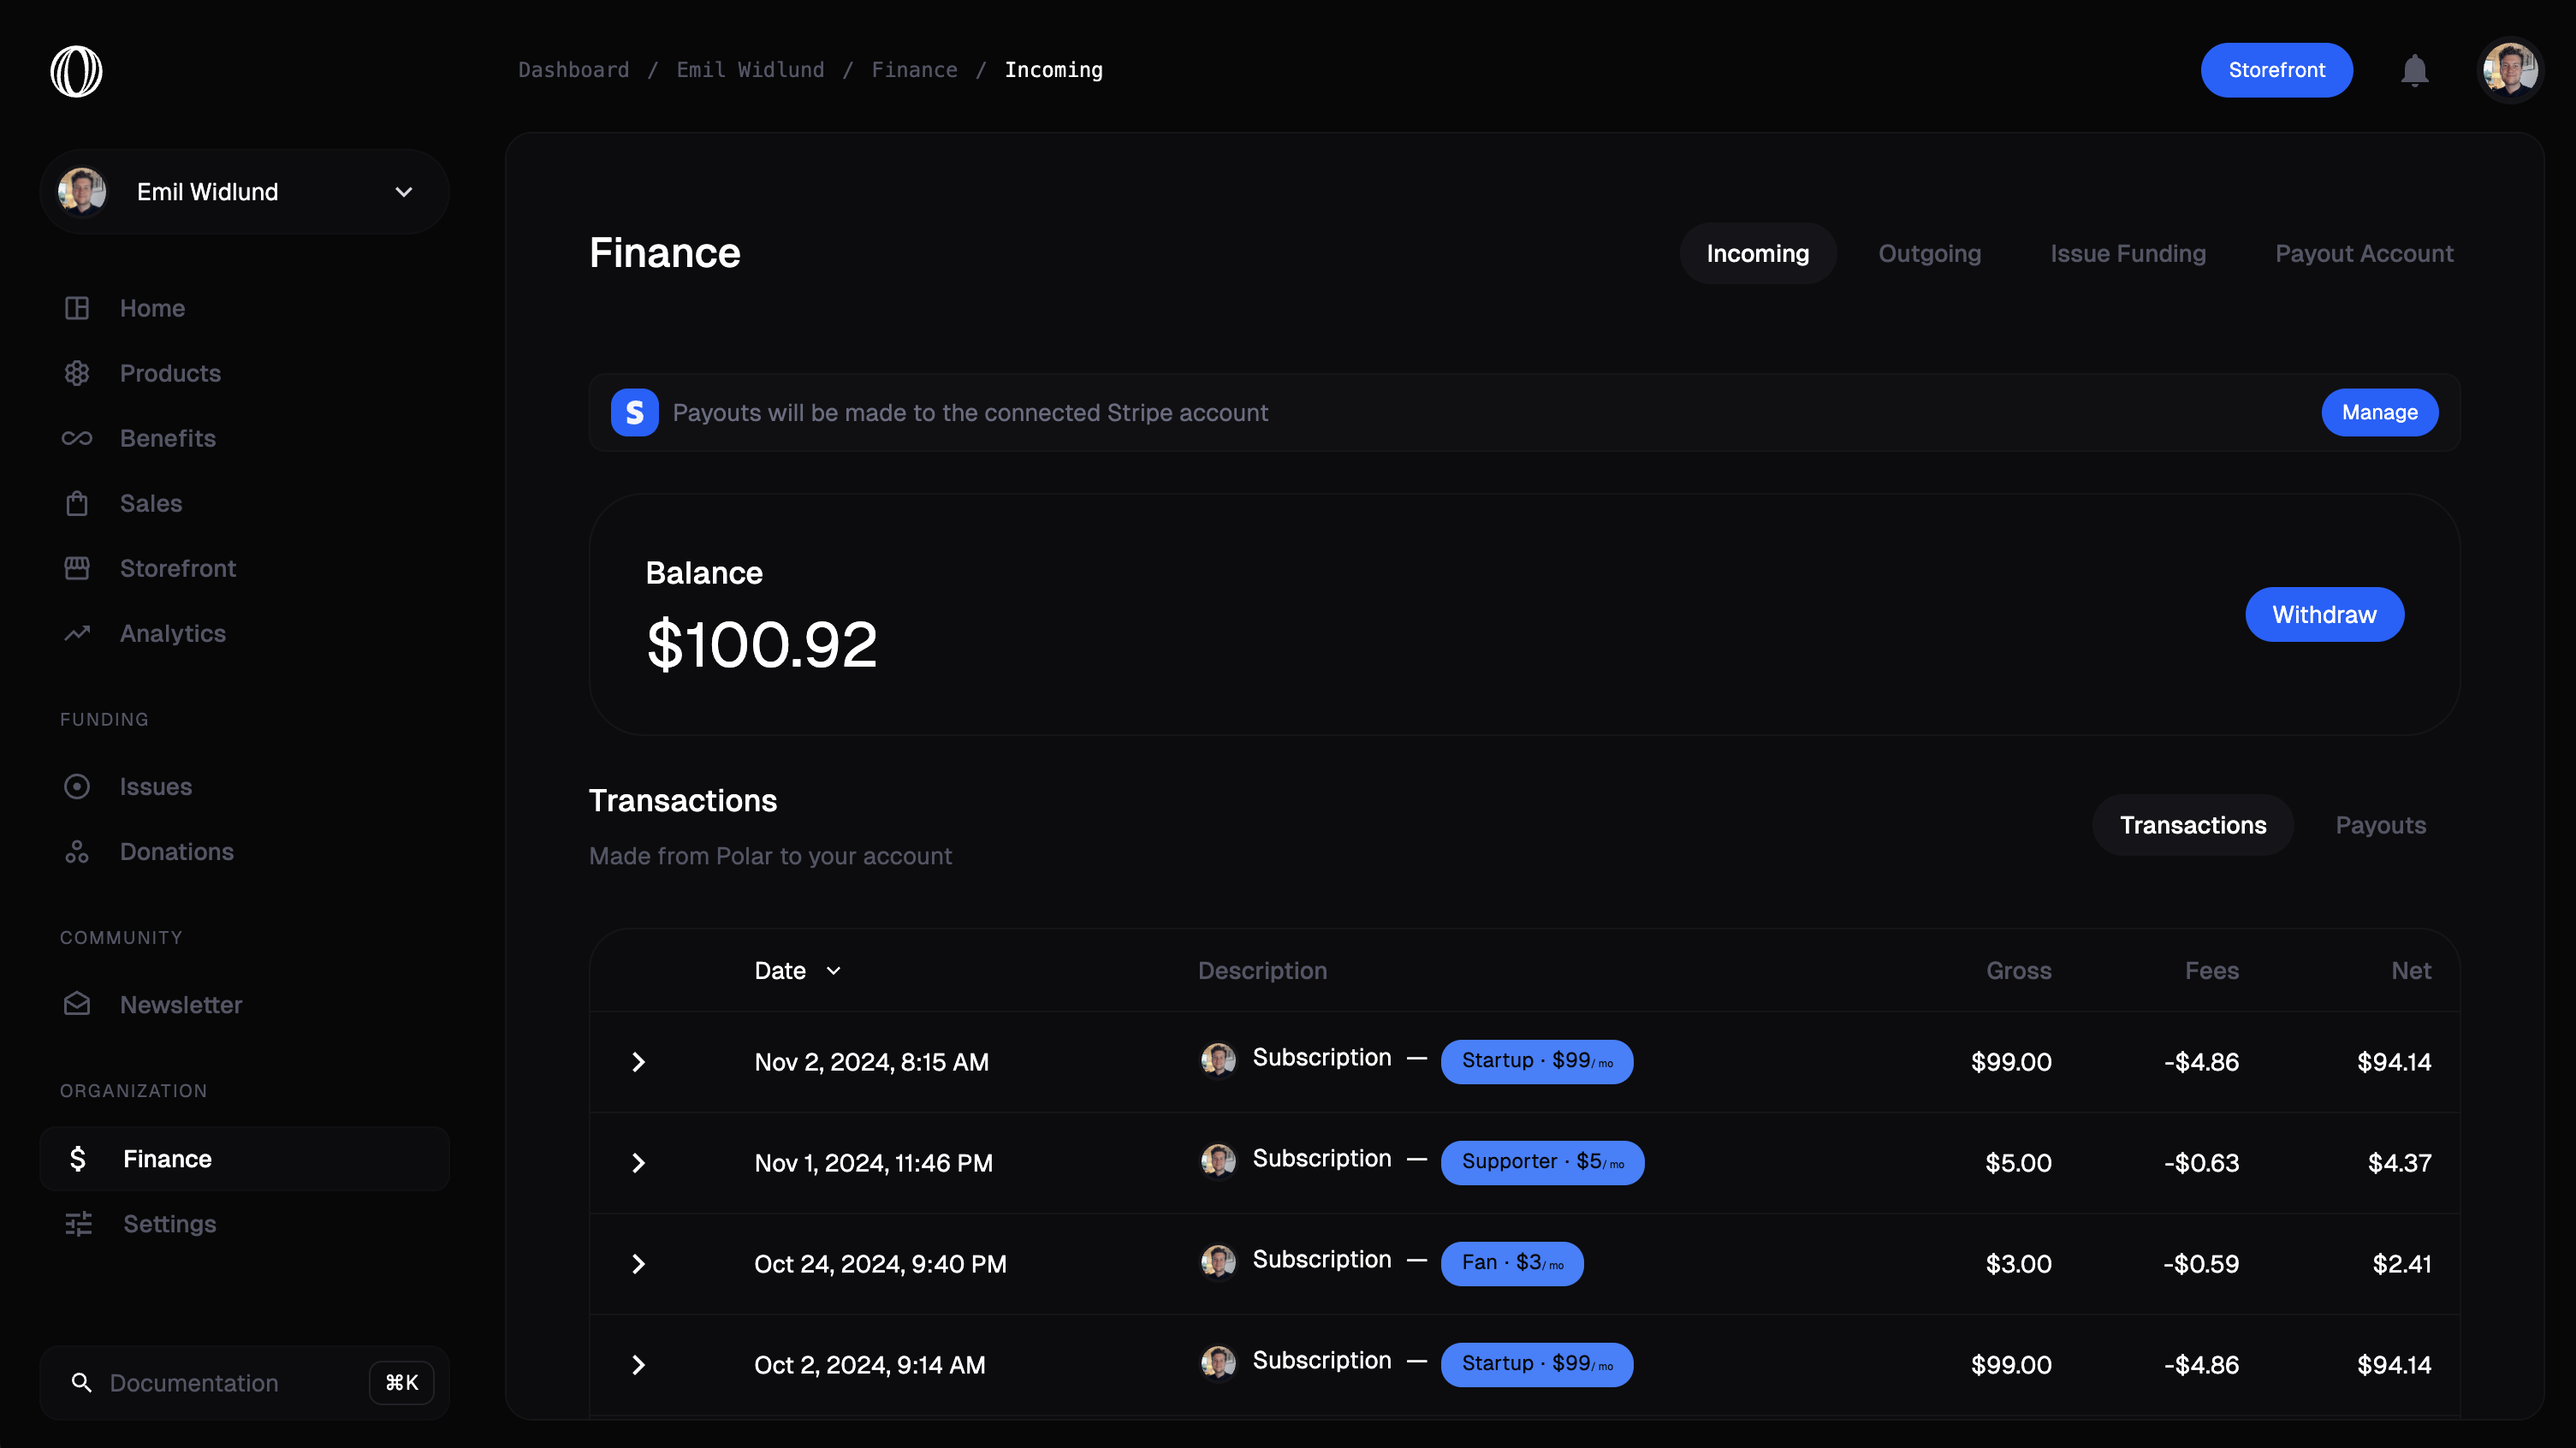 Dashboard / Emil Widlund / Finance / Incoming
Storefront
Emil Widlund
Home
Products
Benefits
Sales
Storefront
Analytics
FUNDING
Issues
Donations
COMMUNITY
Newsletter
ORGANIZATION
Finance
Settings
Documentation ⌘K
Finance
Incoming Outgoing Issue Funding Payout Account
S Payouts will be made to the connected Stripe account Manage
Balance
$100.92
Withdraw
Transactions
Made from Polar to your account
Transactions Payouts
Date Description Gross Fees Net
Nov 2, 2024, 8:15 AM Subscription — Startup · $99/ mo $99.00 -$4.86 $94.14
Nov 1, 2024, 11:46 PM Subscription — Supporter · $5/ mo $5.00 -$0.63 $4.37
Oct 24, 2024, 9:40 PM Subscription — Fan · $3/ mo $3.00 -$0.59 $2.41
Oct 2, 2024, 9:14 AM Subscription — Startup · $99/ mo $99.00 -$4.86 $94.14